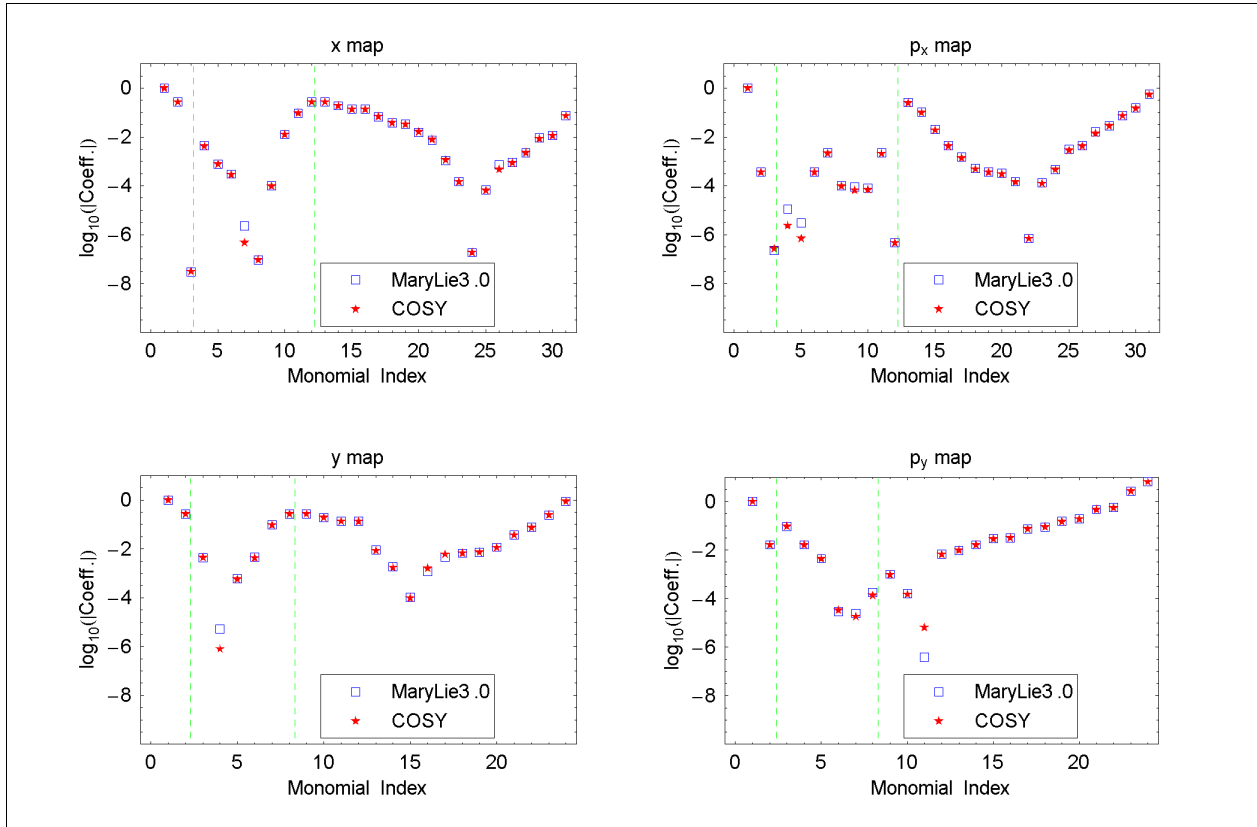 x map
log10(|Coeff.|)
0
−2
−4
−6
−8
MaryLie3 .0
COSY
0 5 10 15 20 25 30
Monomial Index
px map
log10(|Coeff.|)
0
−2
−4
−6
−8
MaryLie3 .0
COSY
0 5 10 15 20 25 30
Monomial Index
y map
log10(|Coeff.|)
0
−2
−4
−6
−8
MaryLie3 .0
COSY
0 5 10 15 20
Monomial Index
py map
log10(|Coeff.|)
0
−2
−4
−6
−8
MaryLie3 .0
COSY
0 5 10 15 20
Monomial Index